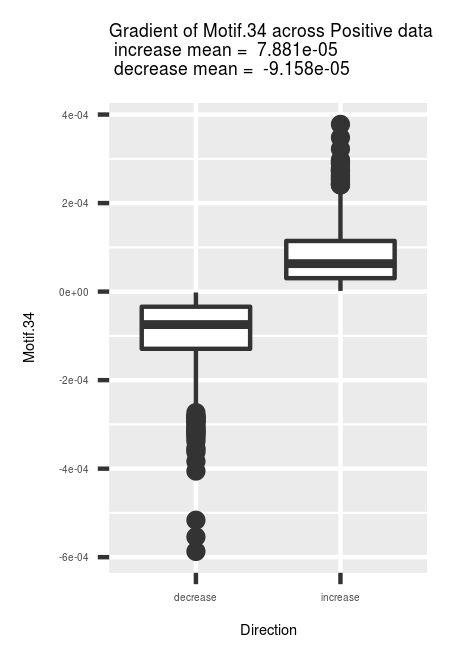 Gradient of Motif.34 across Positive data
increase mean =  7.881e-05
decrease mean =  -9.158e-05
4e-04
2e-04
0e+00
-2e-04
-4e-04
-6e-04
Motif.34
decrease
increase
Direction